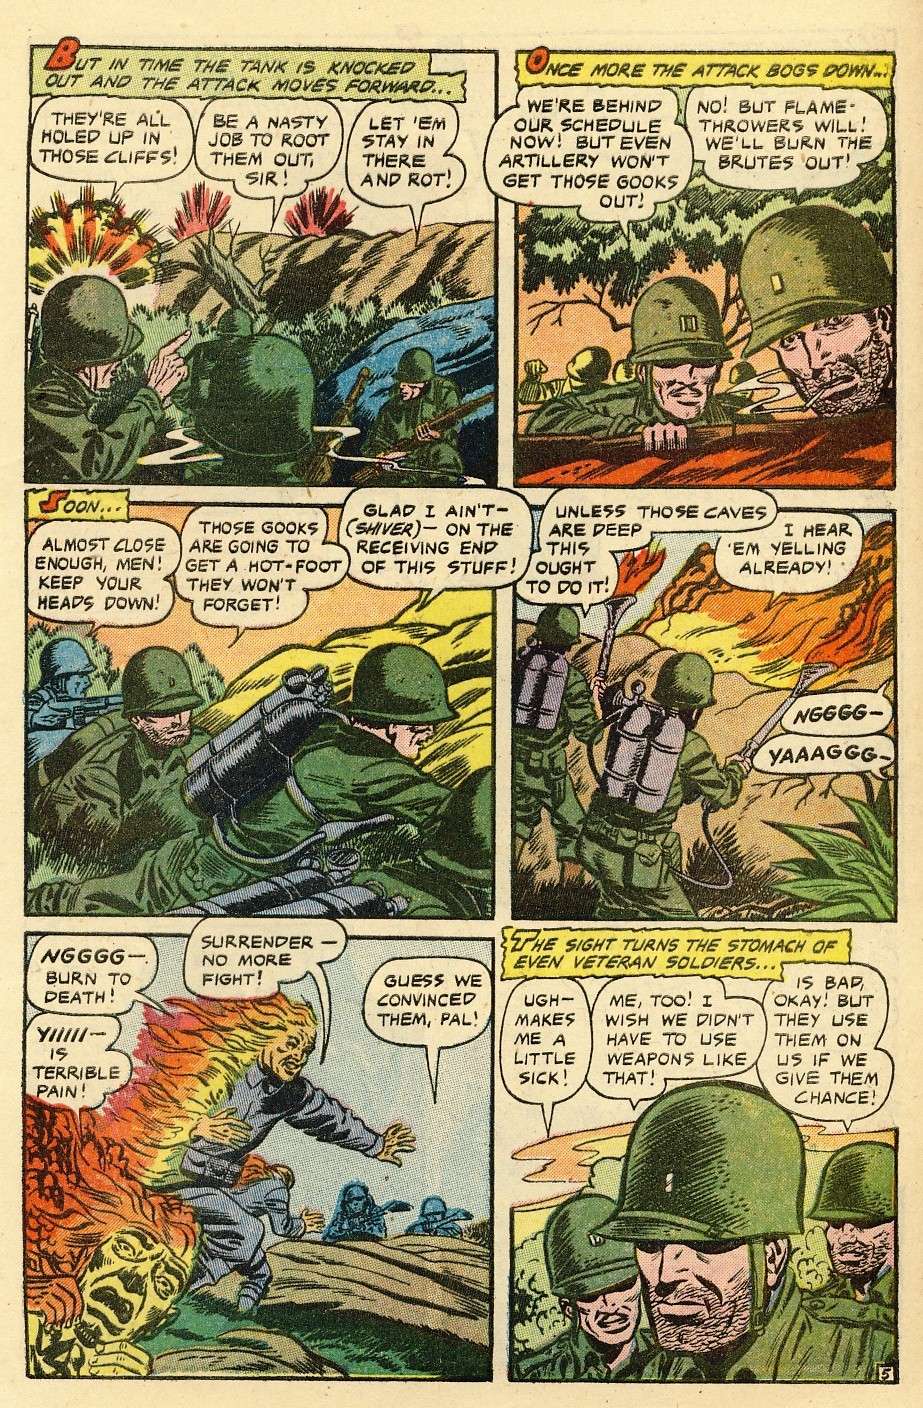 BUT IN TIME THE TANK IS KNOCKED
OUT AND THE ATTACK MOVES FORWARD...
THEY'RE ALL
HOLED UP IN
THOSE CLIFFS!
BE A NASTY
JOB TO ROOT
THEM OUT,
SIR!
LET 'EM
STAY IN
THERE
AND ROT!
ONCE MORE THE ATTACK BOGS DOWN...
WE'RE BEHIND
OUR SCHEDULE
NOW! BUT EVEN
ARTILLERY WON'T
GET THOSE GOOKS
OUT!
NO! BUT FLAME-
THROWERS WILL!
WE'LL BURN THE
BRUTES OUT!
SOON...
ALMOST CLOSE
ENOUGH, MEN!
KEEP YOUR
HEADS DOWN!
THOSE GOOKS
ARE GOING TO
GET A HOT-FOOT
THEY WON'T
FORGET!
GLAD I AIN'T-
(SHIVER)- ON THE
RECEIVING END
OF THIS STUFF!
UNLESS THOSE CAVES
ARE DEEP
THIS
OUGHT
TO DO IT!
I HEAR
'EM YELLING
ALREADY!
NGGGG-
YAAAGGG-
NGGGG-
BURN TO
DEATH!
YIIIII-
IS
TERRIBLE
PAIN!
SURRENDER-
NO MORE
FIGHT!
GUESS WE
CONVINCED
THEM, PAL!
THE SIGHT TURNS THE STOMACH OF
EVEN VETERAN SOLDIERS...
UGH-
MAKES
ME A
LITTLE
SICK!
ME, TOO! I
WISH WE DIDN'T
HAVE TO USE
WEAPONS LIKE
THAT!
IS BAD,
OKAY! BUT
THEY USE
THEM ON
US IF WE
GIVE THEM
CHANCE!
5